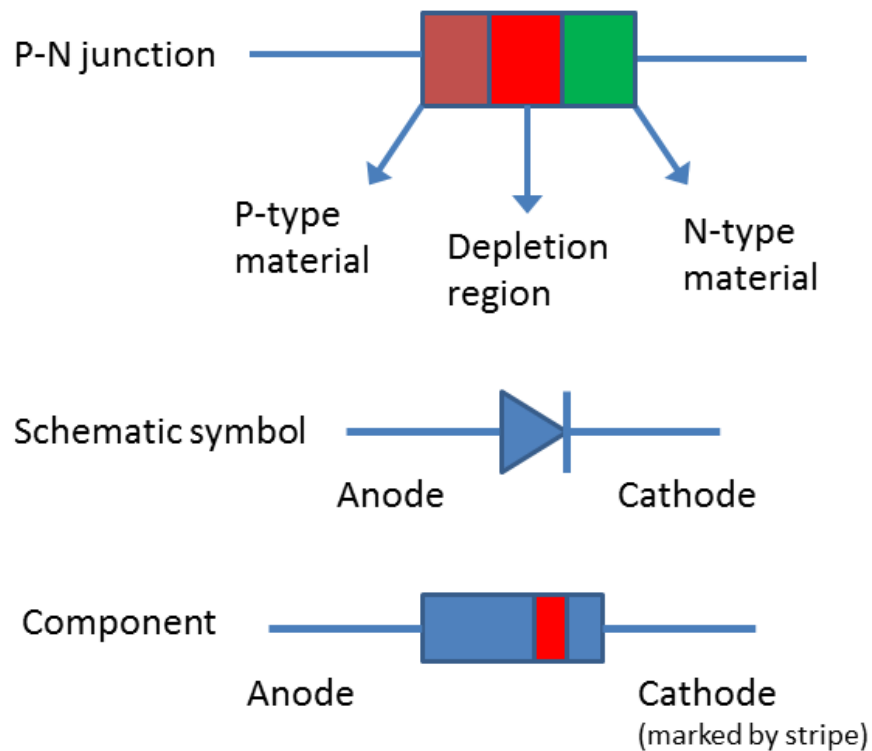 P-N junction
P-type
material
Depletion
region
N-type
material
Schematic symbol
Anode
Cathode
Component
Anode
Cathode
(marked by stripe)